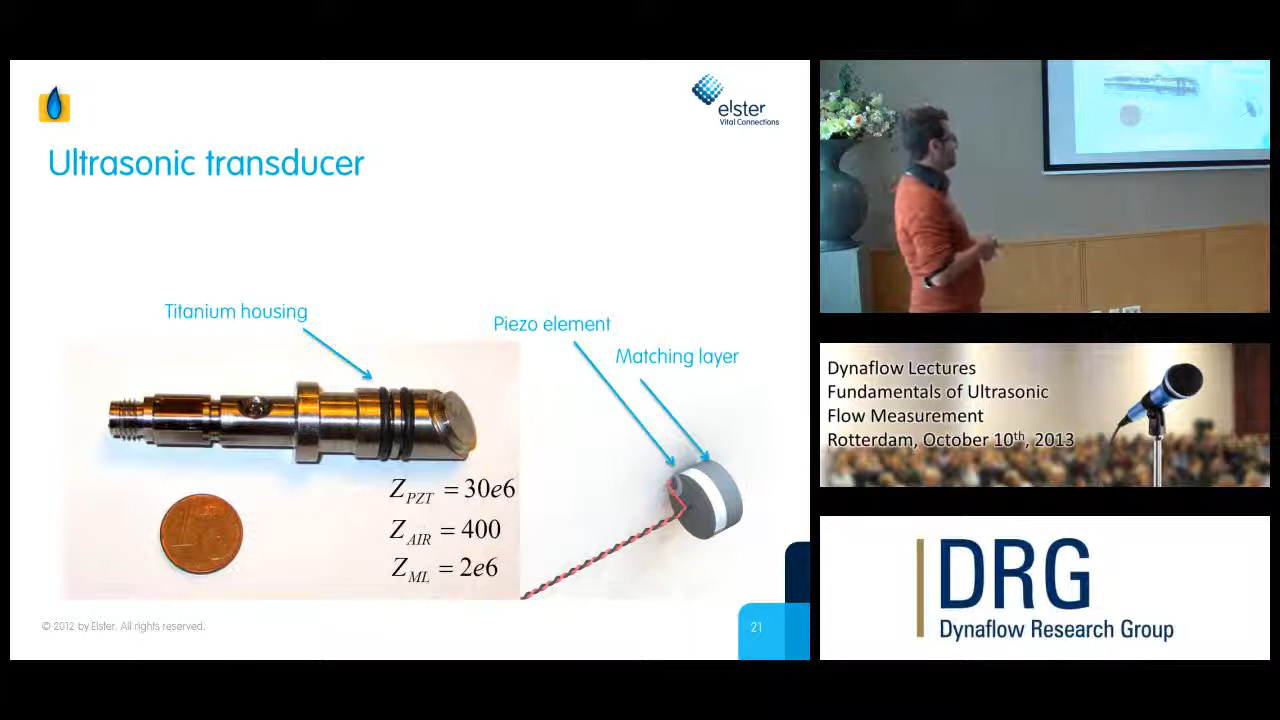 elster
Vital Connections
Ultrasonic transducer
Titanium housing
Piezo element
Matching layer
Z_PZT = 30e6
Z_AIR = 400
Z_ML = 2e6
© 2012 by Elster. All rights reserved.
21
Dynaflow Lectures
Fundamentals of Ultrasonic
Flow Measurement
Rotterdam, October 10th, 2013
DRG
Dynaflow Research Group